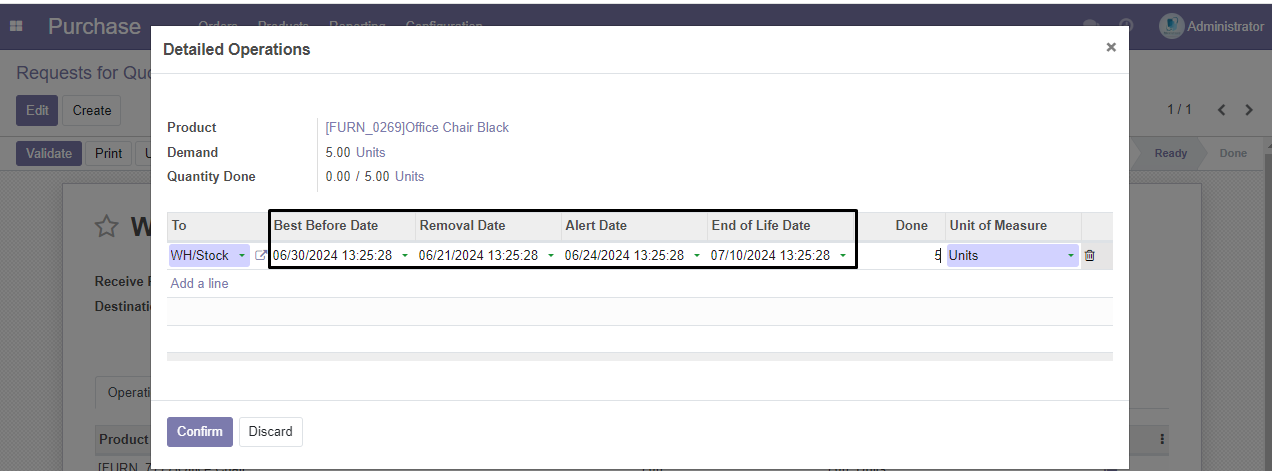 Purchase Orders Products Reporting Configuration Administrator
Detailed Operations ×
Requests for Quo
Edit Create 1 / 1
Product [FURN_0269]Office Chair Black
Demand 5.00 Units
Validate Print U Ready Done
Quantity Done 0.00 / 5.00 Units
W
To Best Before Date Removal Date Alert Date End of Life Date Done Unit of Measure
WH/Stock 06/30/2024 13:25:28 06/21/2024 13:25:28 06/24/2024 13:25:28 07/10/2024 13:25:28 5 Units
Receive F
Add a line
Destinatio
Operati
Confirm Discard
Product